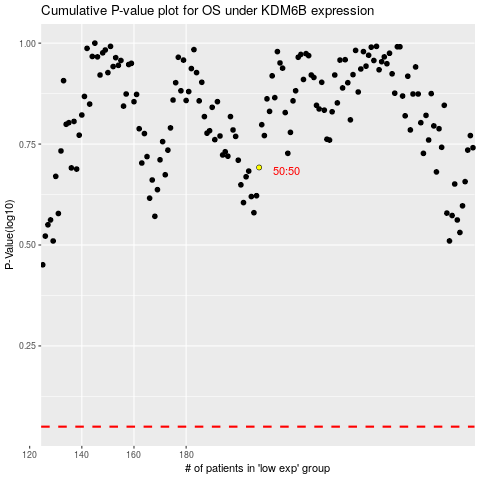 Cumulative P-value plot for OS under KDM6B expression
P-Value(log10)
1.00
0.75
0.50
0.25
50:50
120 140 160 180
# of patients in 'low exp' group